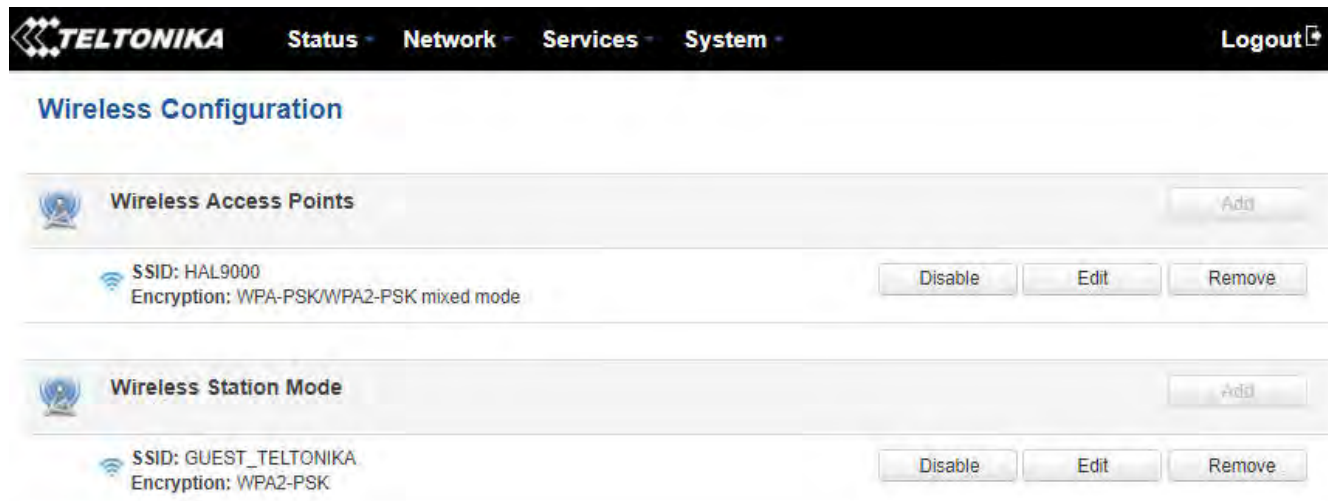 TELTONIKA Status Network Services System Logout
Wireless Configuration
Wireless Access Points Add
SSID: HAL9000
Encryption: WPA-PSK/WPA2-PSK mixed mode
Disable Edit Remove
Wireless Station Mode Add
SSID: GUEST_TELTONIKA
Encryption: WPA2-PSK
Disable Edit Remove